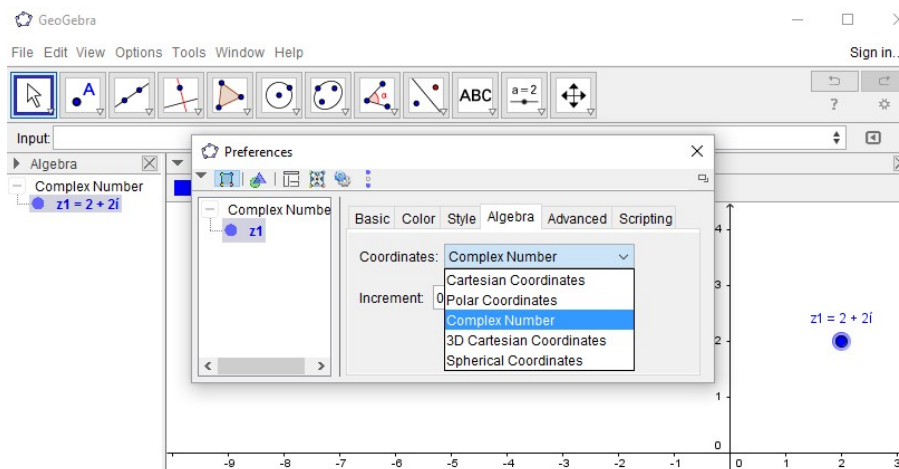 GeoGebra
File Edit View Options Tools Window Help Sign in..
A ABC a=2 ?
Input:
Algebra
Complex Number
z1 = 2 + 2í
Preferences
Complex Numbe
z1
Basic Color Style Algebra Advanced Scripting
Coordinates: Complex Number
Cartesian Coordinates
Increment: 0 Polar Coordinates
Complex Number
3D Cartesian Coordinates
Spherical Coordinates
4
3
z1 = 2 + 2í
2
1
0
-9 -8 -7 -6 -5 -4 -3 -2 -1 0 1 2 3